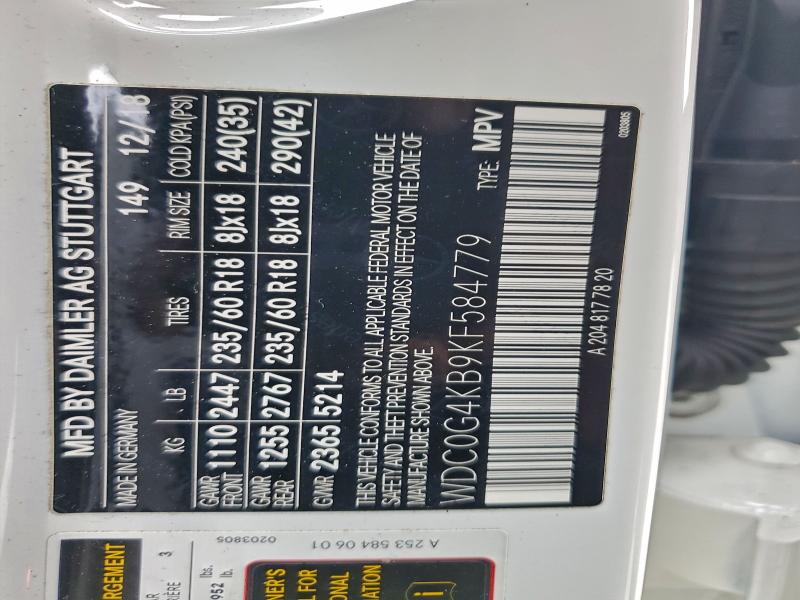 MFD BY DAIMLER AG STUTTGART
MADE IN GERMANY 149 12/18
KG LB TIRES RIM SIZE COLD KPA(PSI)
GAWR FRONT 1110 2447 235/60 R18 8Jx18 240(35)
GAWR REAR 1255 2767 235/60 R18 8Jx18 290(42)
GVWR 2365 5214
THIS VEHICLE CONFORMS TO ALL APPLICABLE FEDERAL MOTOR VEHICLE
SAFETY AND THEFT PREVENTION STANDARDS IN EFFECT ON THE DATE OF
MANUFACTURE SHOWN ABOVE.
WDC0G4KB9KF584779 TYPE: MPV
A 204 817 78 20
0203805
A 253 584 06 01
0203805
3
952 lb.
lbs.